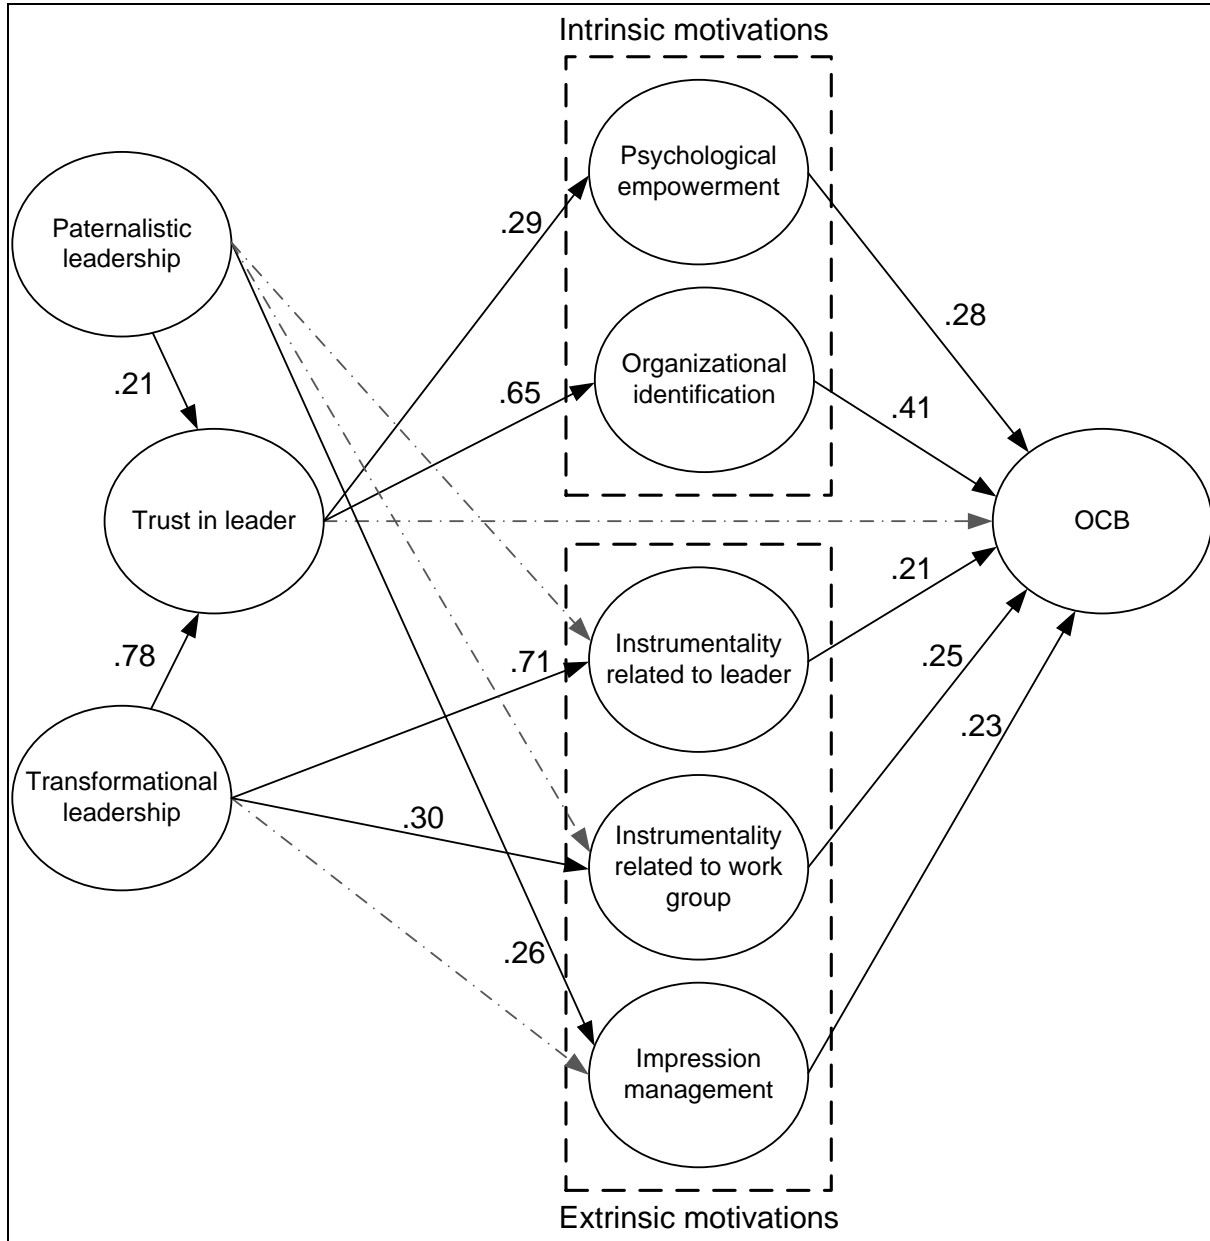 Intrinsic motivations
Psychological
empowerment
Paternalistic
leadership
.29
.28
.21
Organizational
identification
.65
.41
Trust in leader
OCB
.21
.78
Instrumentality
related to leader
.71
.25
.23
Transformational
leadership
.30
Instrumentality
related to work
group
.26
Impression
management
Extrinsic motivations